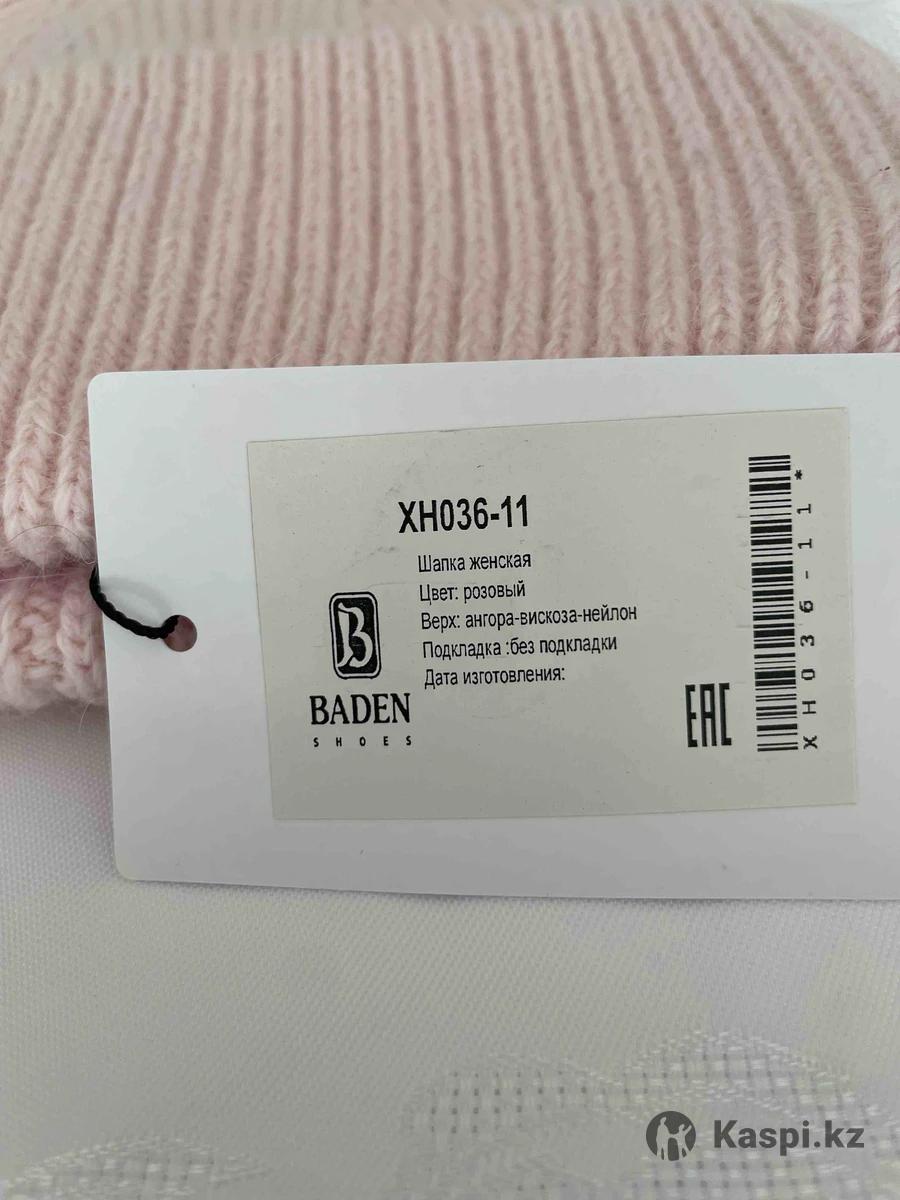 XH036-11
Шапка женская
Цвет: розовый
Верх: ангора-вискоза-нейлон
Подкладка :без подкладки
Дата изготовления:
B
BADEN
SHOES
EAC
XH036-11*
Kaspi.kz